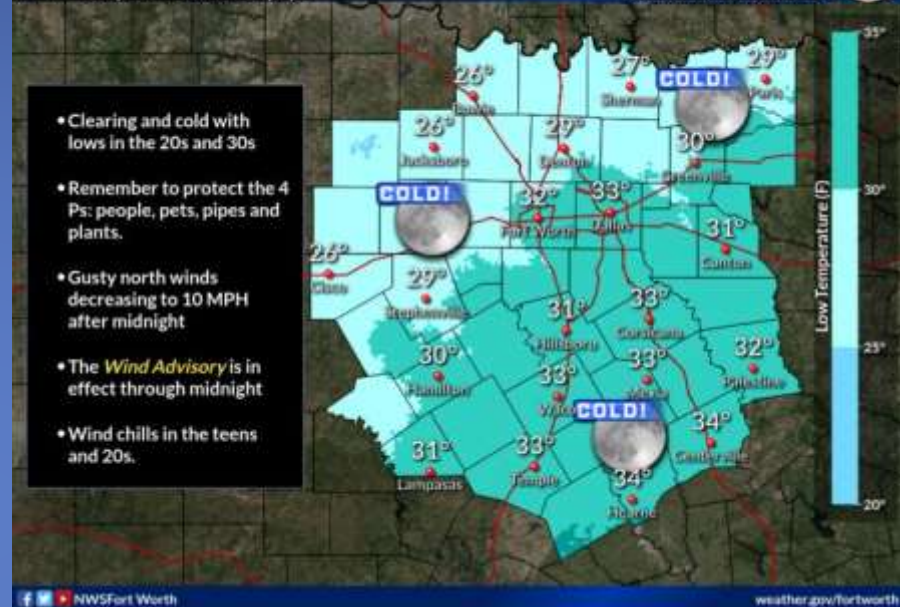 • Clearing and cold with
lows in the 20s and 30s
• Remember to protect the 4
Ps: people, pets, pipes and
plants.
• Gusty north winds
decreasing to 10 MPH
after midnight
• The Wind Advisory is in
effect through midnight
• Wind chills in the teens
and 20s.
26°
Bowie
27°
Sherman
COLD!
29°
Paris
26°
Jacksboro
29°
Denton
30°
Greenville
COLD!
32°
Fort Worth
33°
Dallas
31°
Canton
26°
Cisco
29°
Stephenville
31°
Hillsboro
33°
Corsicana
30°
Hamilton
33°
Waco
33°
Mexia
32°
Palestine
COLD!
31°
Lampasas
33°
Temple
34°
Centerville
34°
Hearne
35°
30°
25°
20°
Low Temperature (F)
NWSFort Worth
weather.gov/fortworth